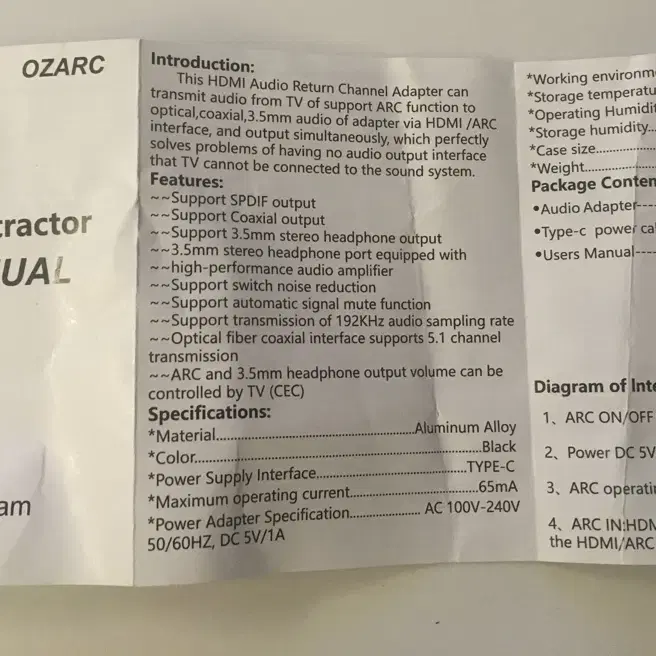 OZARC
tractor
UAL
am
Introduction:
This HDMI Audio Return Channel Adapter can
transmit audio from TV of support ARC function to
optical,coaxial,3.5mm audio of adapter via HDMI /ARC
interface, and output simultaneously, which perfectly
solves problems of having no audio output interface
that TV cannot be connected to the sound system.
Features:
~~Support SPDIF output
~~Support Coaxial output
~~Support 3.5mm stereo headphone output
~~3.5mm stereo headphone port equipped with
~~high-performance audio amplifier
~~Support switch noise reduction
~~Support automatic signal mute function
~~Support transmission of 192KHz audio sampling rate
~~Optical fiber coaxial interface supports 5.1 channel
transmission
~~ARC and 3.5mm headphone output volume can be
controlled by TV (CEC)
Specifications:
*Material..........Aluminum Alloy
*Color..........Black
*Power Supply Interface..........TYPE-C
*Maximum operating current..........65mA
*Power Adapter Specification.......... AC 100V-240V
50/60HZ, DC 5V/1A
*Working environm
*Storage temperatu
*Operating Humidit
*Storage humidity....
*Case size..........
*Weight..........
Package Conten
•Audio Adapter----
•Type-c power ca
•Users Manual----
Diagram of Inte
1、ARC ON/OFF
2、Power DC 5V
3、ARC operatin
4、ARC IN:HDM
the HDMI/ARC